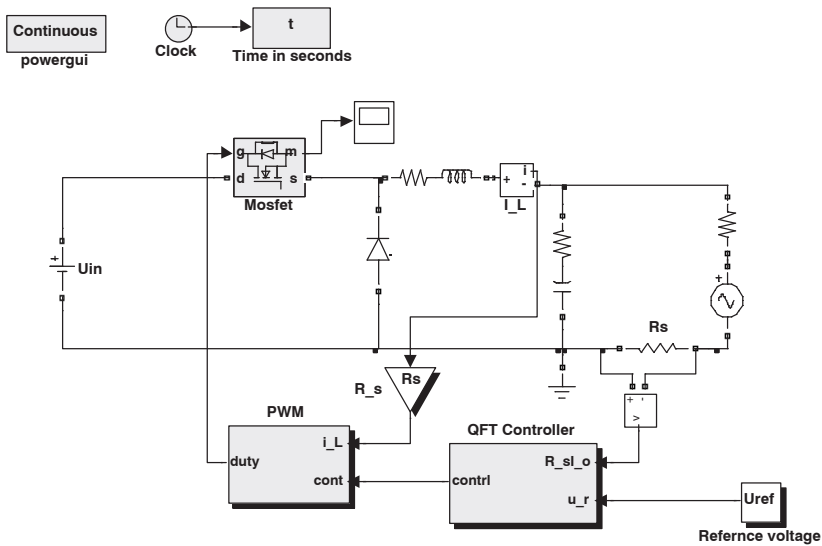 Continuous
powergui
Clock
t
Time in seconds
g
m
d
s
Mosfet
+
i
-
I_L
+
Uin
+
Rs
Rs
R_s
+ -
v
PWM
i_L
duty
cont
QFT Controller
R_sl_o
contrl
u_r
Uref
Refernce voltage